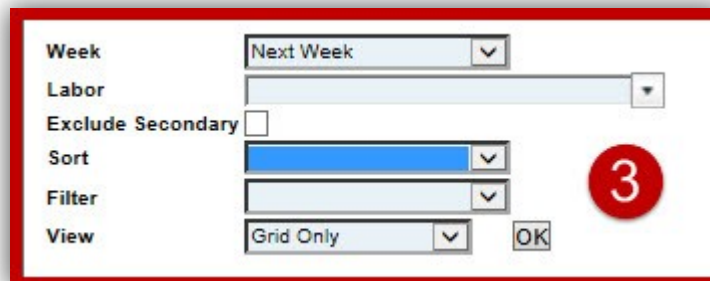 Week Next Week
Labor
Exclude Secondary
Sort
Filter
View Grid Only OK
3